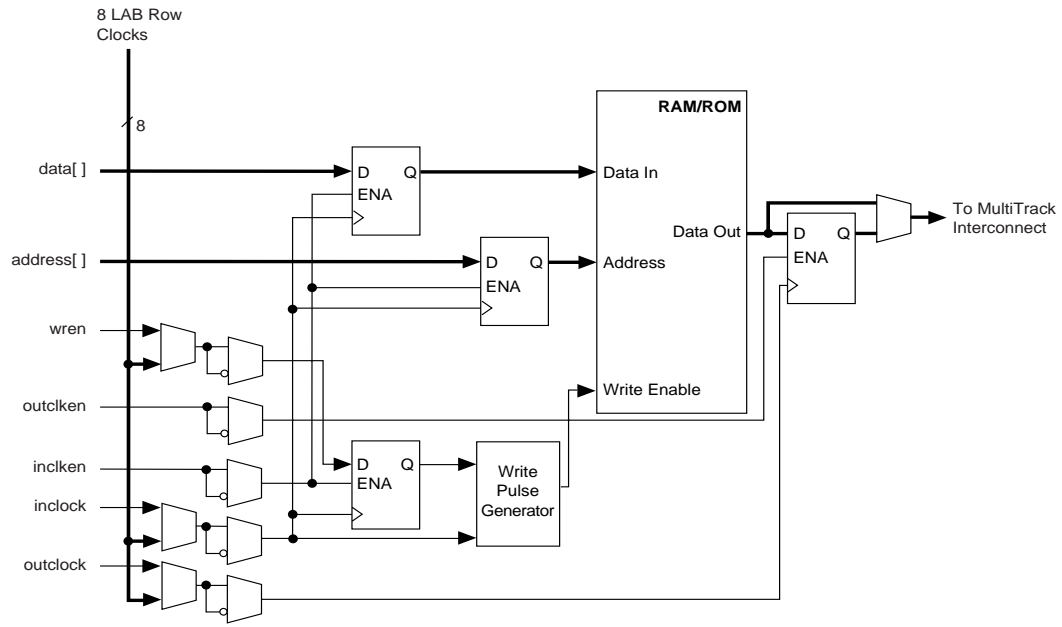 8 LAB Row
Clocks
8
RAM/ROM
data[ ]
D Q
ENA
Data In
Data Out
D Q
ENA
To MultiTrack
Interconnect
address[ ]
D Q
ENA
Address
wren
Write Enable
outclken
inclken
D Q
ENA
Write
Pulse
Generator
inclock
outclock